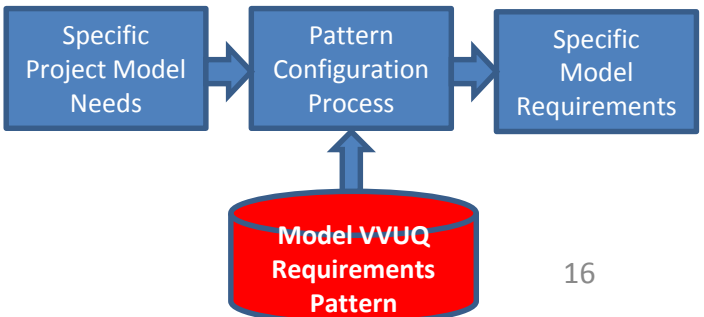 Specific
Project Model
Needs
Pattern
Configuration
Process
Specific
Model
Requirements
Model VVUQ
Requirements
Pattern
16